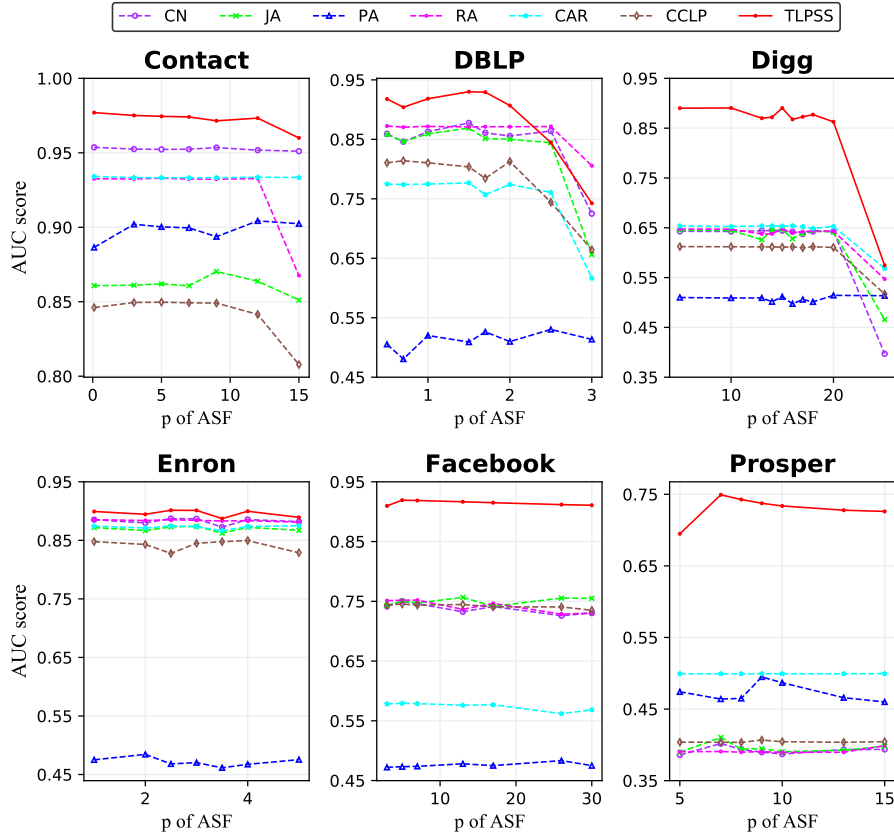 CN JA PA RA CAR CCLP TLPSS
Contact DBLP Digg
1.00
0.95
0.90
0.85
0.80
AUC score
0 5 10 15
p of ASF
0.95
0.85
0.75
0.65
0.55
0.45
1 2 3
p of ASF
0.95
0.85
0.75
0.65
0.55
0.45
0.35
10 20
p of ASF
Enron Facebook Prosper
0.95
0.85
0.75
0.65
0.55
0.45
AUC score
2 4
p of ASF
0.95
0.85
0.75
0.65
0.55
0.45
10 20 30
p of ASF
0.75
0.65
0.55
0.45
0.35
5 10 15
p of ASF